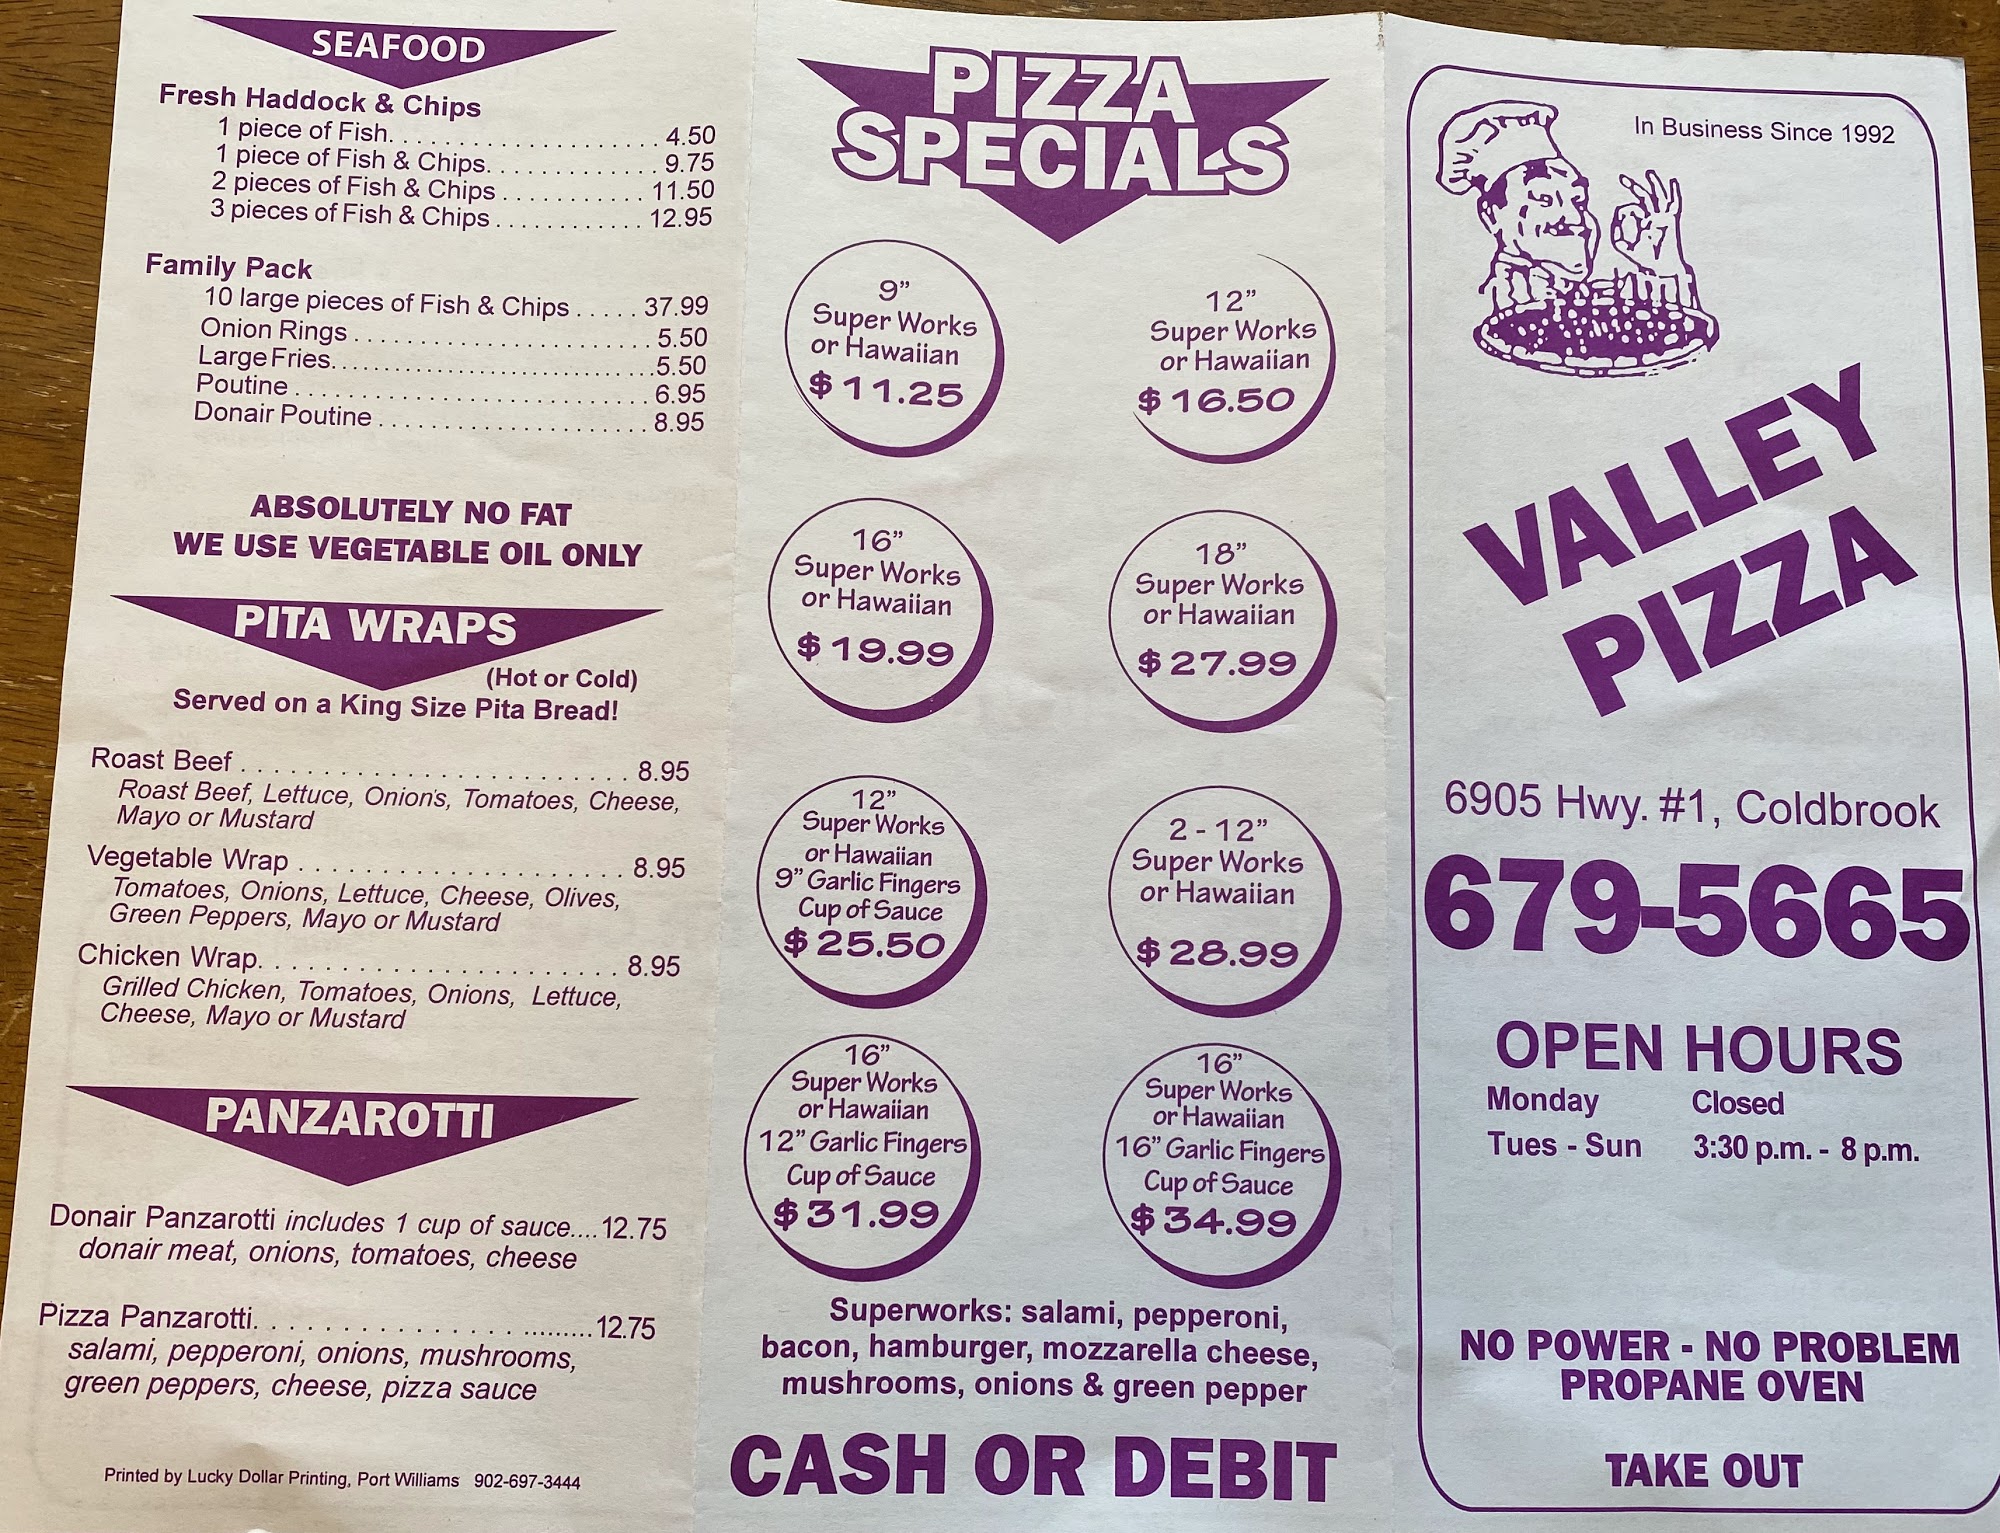 SEAFOOD
Fresh Haddock & Chips
1 piece of Fish. . . . . . . . . . . . . . . . . . . . . 4.50
1 piece of Fish & Chips. . . . . . . . . . . . . . 9.75
2 pieces of Fish & Chips . . . . . . . . . . . 11.50
3 pieces of Fish & Chips . . . . . . . . . . . . 12.95
Family Pack
10 large pieces of Fish & Chips . . . . . 37.99
Onion Rings . . . . . . . . . . . . . . . . . . . . . . . . 5.50
Large Fries. . . . . . . . . . . . . . . . . . . . . . . . . .5.50
Poutine . . . . . . . . . . . . . . . . . . . . . . . . . . . . 6.95
Donair Poutine . . . . . . . . . . . . . . . . . . . . . 8.95
ABSOLUTELY NO FAT
WE USE VEGETABLE OIL ONLY
PITA WRAPS
(Hot or Cold)
Served on a King Size Pita Bread!
Roast Beef . . . . . . . . . . . . . . . . . . . . . . . . 8.95
Roast Beef, Lettuce, Onions, Tomatoes, Cheese,
Mayo or Mustard
Vegetable Wrap . . . . . . . . . . . . . . . . . . . . 8.95
Tomatoes, Onions, Lettuce, Cheese, Olives,
Green Peppers, Mayo or Mustard
Chicken Wrap. . . . . . . . . . . . . . . . . . . . . . 8.95
Grilled Chicken, Tomatoes, Onions, Lettuce,
Cheese, Mayo or Mustard
PANZAROTTI
Donair Panzarotti includes 1 cup of sauce....12.75
donair meat, onions, tomatoes, cheese
Pizza Panzarotti. . . . . . . . . . . . . . . . .........12.75
salami, pepperoni, onions, mushrooms,
green peppers, cheese, pizza sauce
Printed by Lucky Dollar Printing, Port Williams 902-697-3444
PIZZA
SPECIALS
9"
Super Works
or Hawaiian
$11.25
12"
Super Works
or Hawaiian
$16.50
16"
Super Works
or Hawaiian
$19.99
18"
Super Works
or Hawaiian
$27.99
12"
Super Works
or Hawaiian
9" Garlic Fingers
Cup of Sauce
$25.50
2 - 12"
Super Works
or Hawaiian
$28.99
16"
Super Works
or Hawaiian
12" Garlic Fingers
Cup of Sauce
$31.99
16"
Super Works
or Hawaiian
16" Garlic Fingers
Cup of Sauce
$34.99
Superworks: salami, pepperoni,
bacon, hamburger, mozzarella cheese,
mushrooms, onions & green pepper
CASH OR DEBIT
In Business Since 1992
VALLEY
PIZZA
6905 Hwy. #1, Coldbrook
679-5665
OPEN HOURS
Monday Closed
Tues - Sun 3:30 p.m. - 8 p.m.
NO POWER - NO PROBLEM
PROPANE OVEN
TAKE OUT